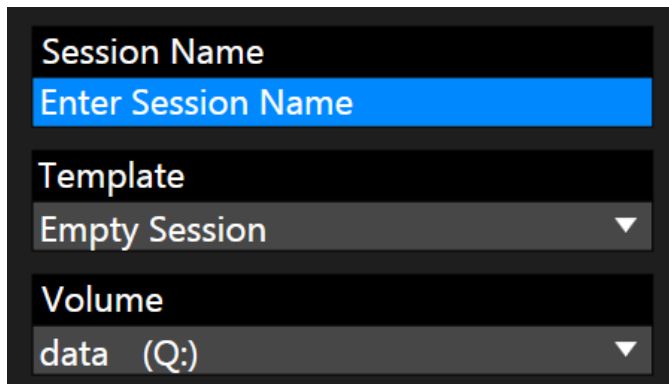 Session Name
Enter Session Name
Template
Empty Session
Volume
data (Q:)